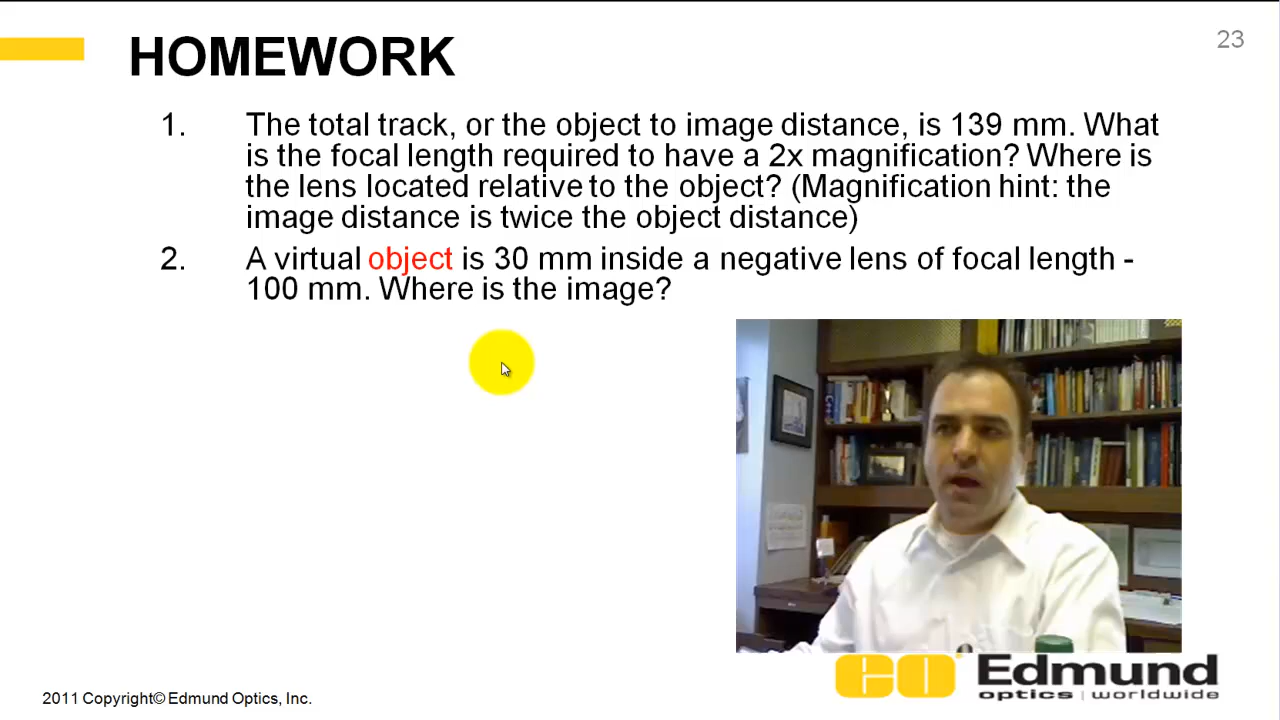 HOMEWORK
23
1. The total track, or the object to image distance, is 139 mm. What
is the focal length required to have a 2x magnification? Where is
the lens located relative to the object? (Magnification hint: the
image distance is twice the object distance)
2. A virtual object is 30 mm inside a negative lens of focal length -
100 mm. Where is the image?
EO Edmund
optics | worldwide
2011 Copyright© Edmund Optics, Inc.